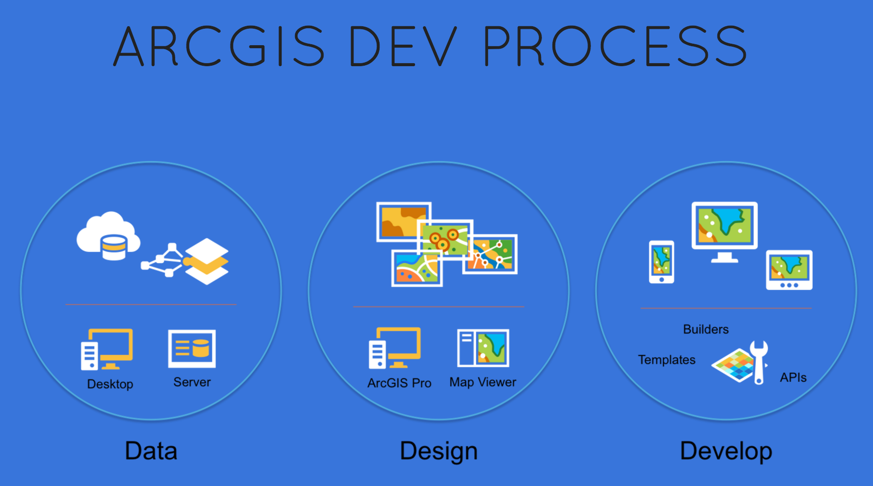 ARCGIS DEV PROCESS
Desktop
Server
Data
ArcGIS Pro
Map Viewer
Design
Builders
Templates
APIs
Develop